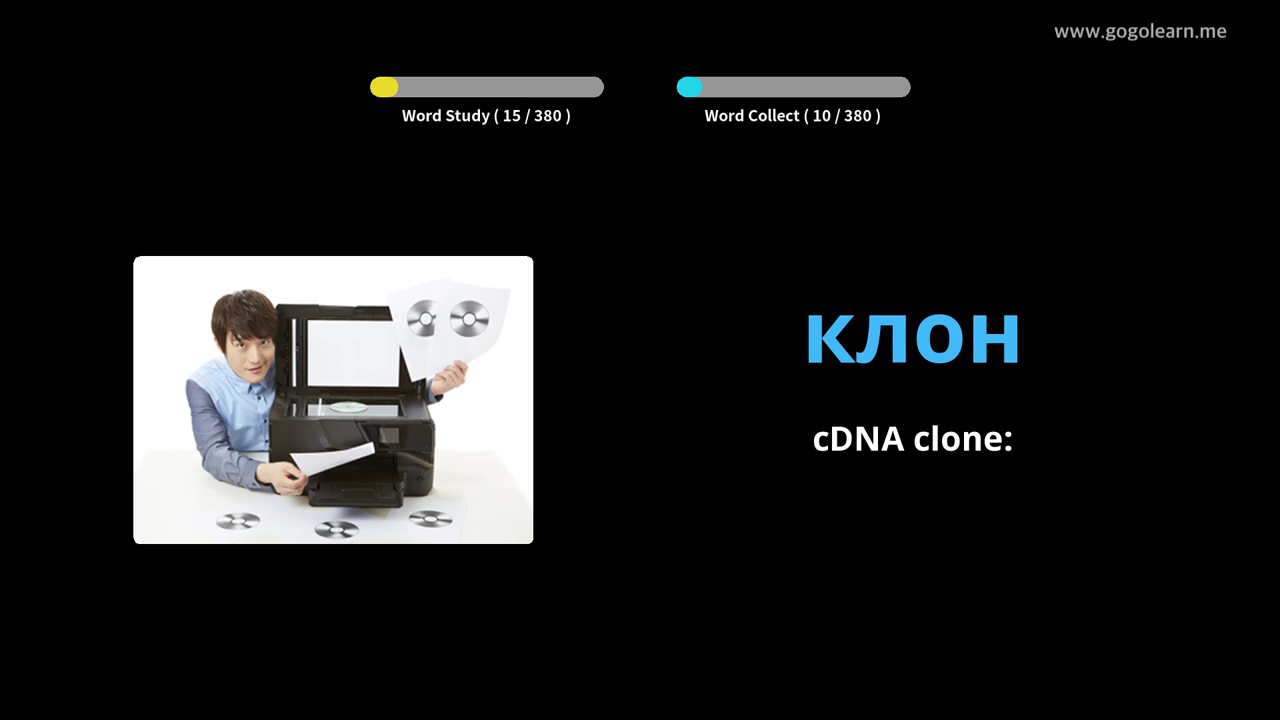 www.gogolearn.me
Word Study ( 15 / 380 )
Word Collect ( 10 / 380 )
клон
cDNA clone: